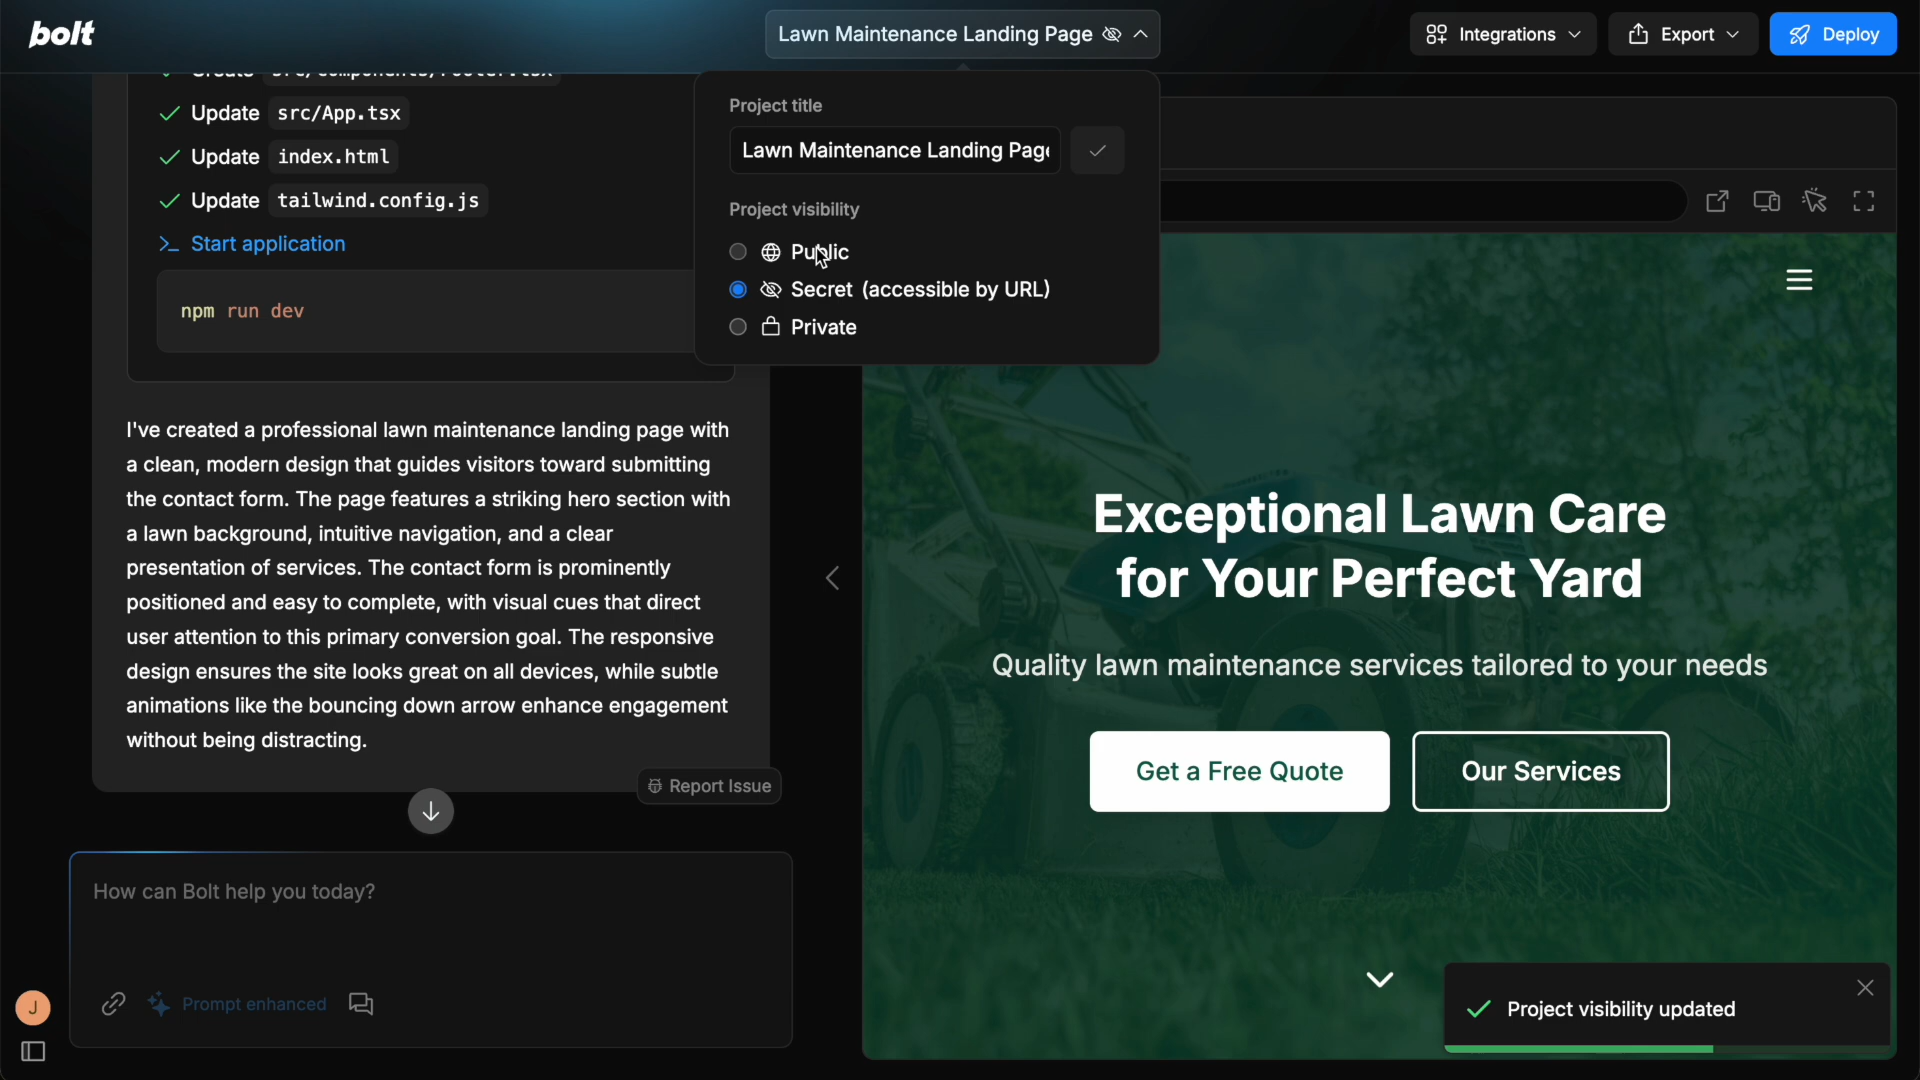 bolt
Lawn Maintenance Landing Page
Integrations
Export
Deploy
Create src/components/Footer.tsx
Update src/App.tsx
Update index.html
Update tailwind.config.js
Start application
npm run dev
Project title
Lawn Maintenance Landing Page
Project visibility
Public
Secret (accessible by URL)
Private
I've created a professional lawn maintenance landing page with
a clean, modern design that guides visitors toward submitting
the contact form. The page features a striking hero section with
a lawn background, intuitive navigation, and a clear
presentation of services. The contact form is prominently
positioned and easy to complete, with visual cues that direct
user attention to this primary conversion goal. The responsive
design ensures the site looks great on all devices, while subtle
animations like the bouncing down arrow enhance engagement
without being distracting.
Report Issue
How can Bolt help you today?
Prompt enhanced
J
Exceptional Lawn Care
for Your Perfect Yard
Quality lawn maintenance services tailored to your needs
Get a Free Quote
Our Services
Project visibility updated